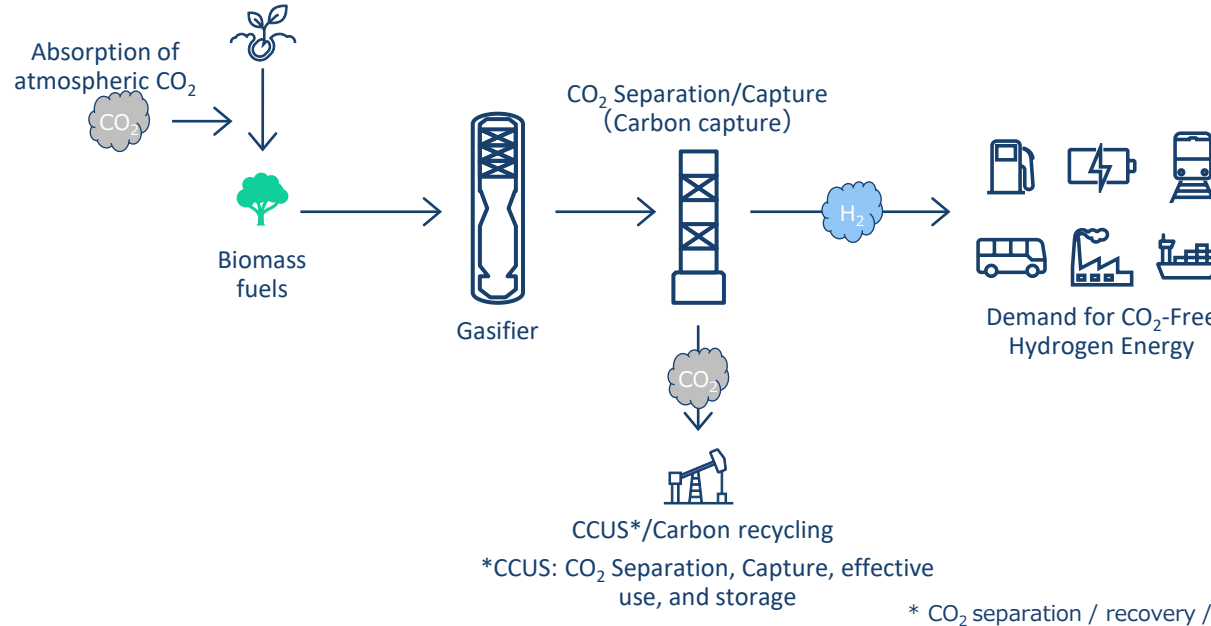 Absorption of
atmospheric CO₂
CO₂
Biomass
fuels
Gasifier
CO₂ Separation/Capture
（Carbon capture）
H₂
Demand for CO₂-Free
Hydrogen Energy
CO₂
CCUS*/Carbon recycling
*CCUS: CO₂ Separation, Capture, effective
use, and storage
* CO₂ separation / recovery /